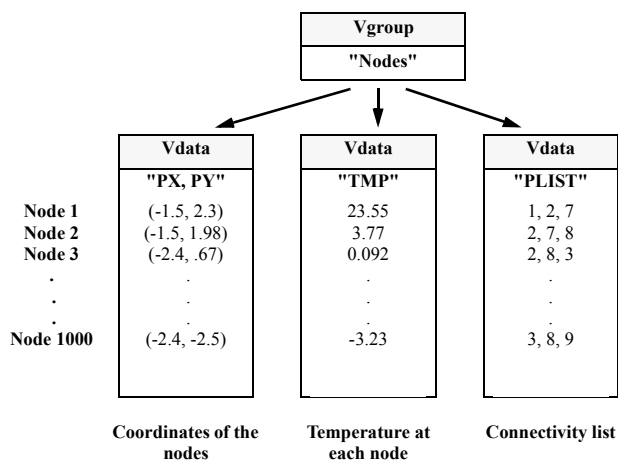 Vgroup
"Nodes"
Vdata Vdata Vdata
"PX, PY" "TMP" "PLIST"
Node 1 (-1.5, 2.3) 23.55 1, 2, 7
Node 2 (-1.5, 1.98) 3.77 2, 7, 8
Node 3 (-2.4, .67) 0.092 2, 8, 3
. . . .
. . . .
. . . .
Node 1000 (-2.4, -2.5) -3.23 3, 8, 9
Coordinates of the Temperature at Connectivity list
nodes each node